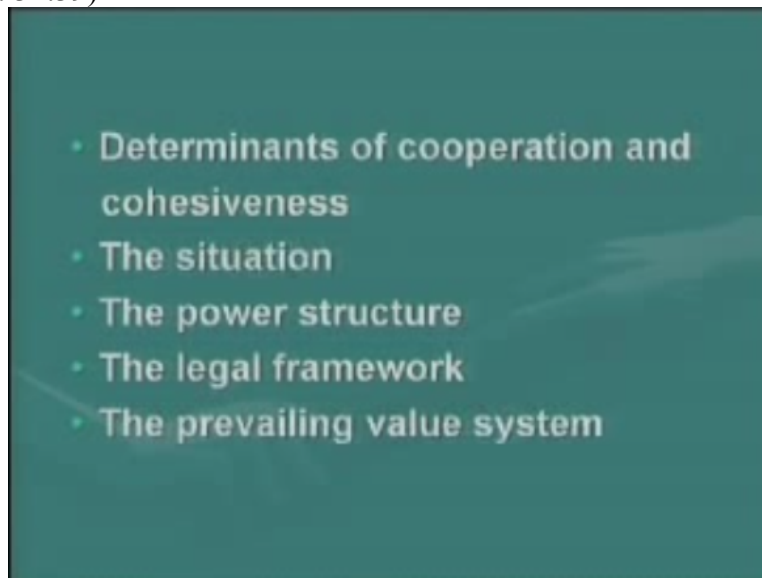 • Determinants of cooperation and
cohesiveness
• The situation
• The power structure
• The legal framework
• The prevailing value system